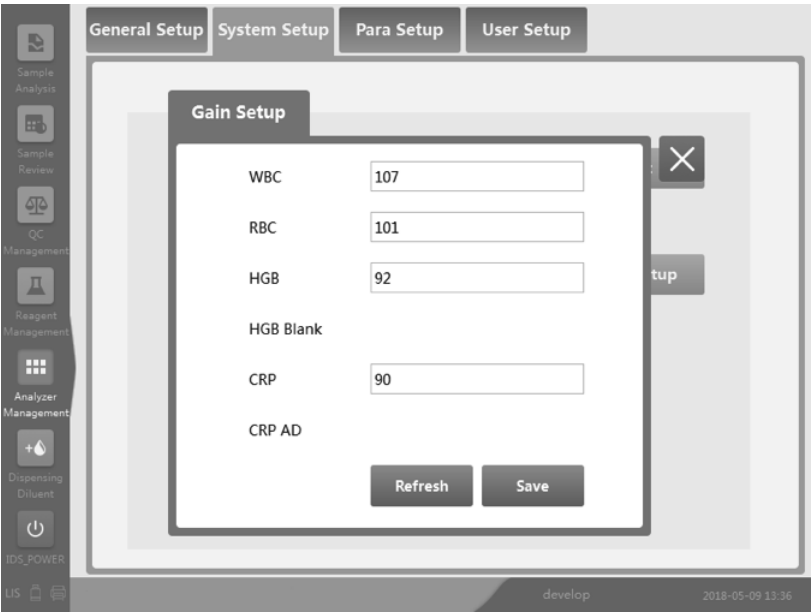 General Setup
System Setup
Para Setup
User Setup
Sample
Analysis
Sample
Review
QC
Management
Reagent
Management
Analyzer
Management
Dispensing
Diluent
IDS_POWER
Gain Setup
WBC 107
RBC 101
HGB 92
HGB Blank
CRP 90
CRP AD
Refresh
Save
tup
LIS
develop
2018-05-09 13:36